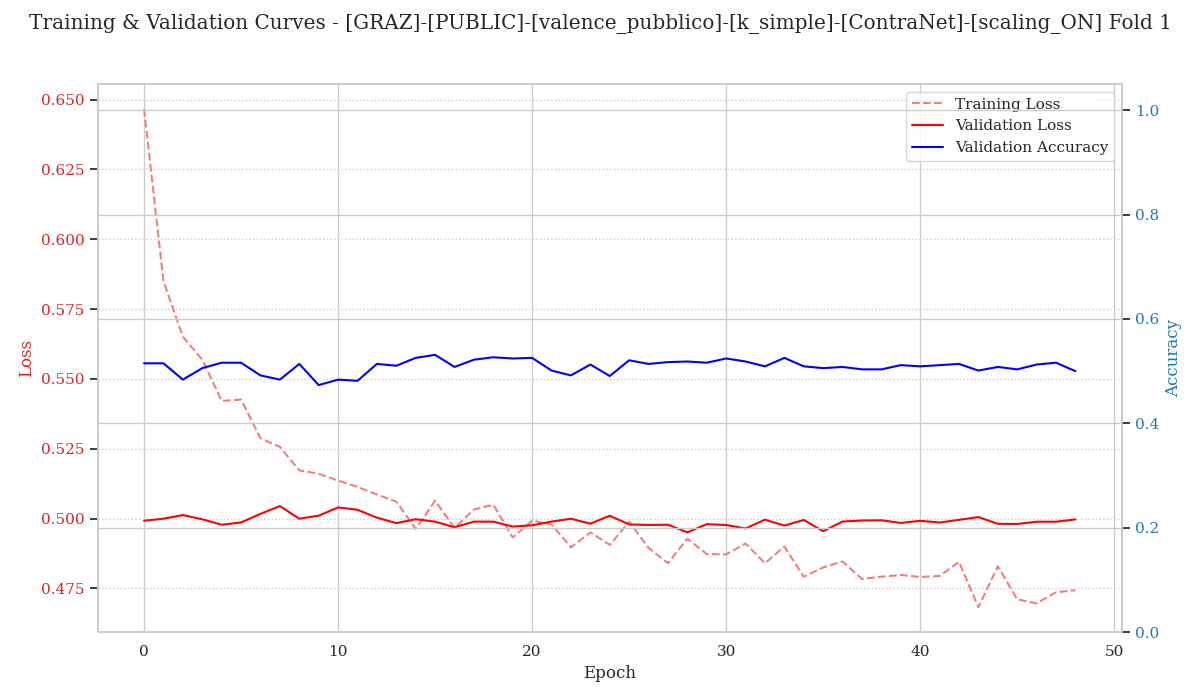 Training & Validation Curves - [GRAZ]-[PUBLIC]-[valence_pubblico]-[k_simple]-[ContraNet]-[scaling_ON] Fold 1
Training Loss
Validation Loss
Validation Accuracy
Loss
0.650
0.625
0.600
0.575
0.550
0.525
0.500
0.475
1.0
0.8
0.6
0.4
0.2
0.0
Accuracy
0
10
20
30
40
50
Epoch